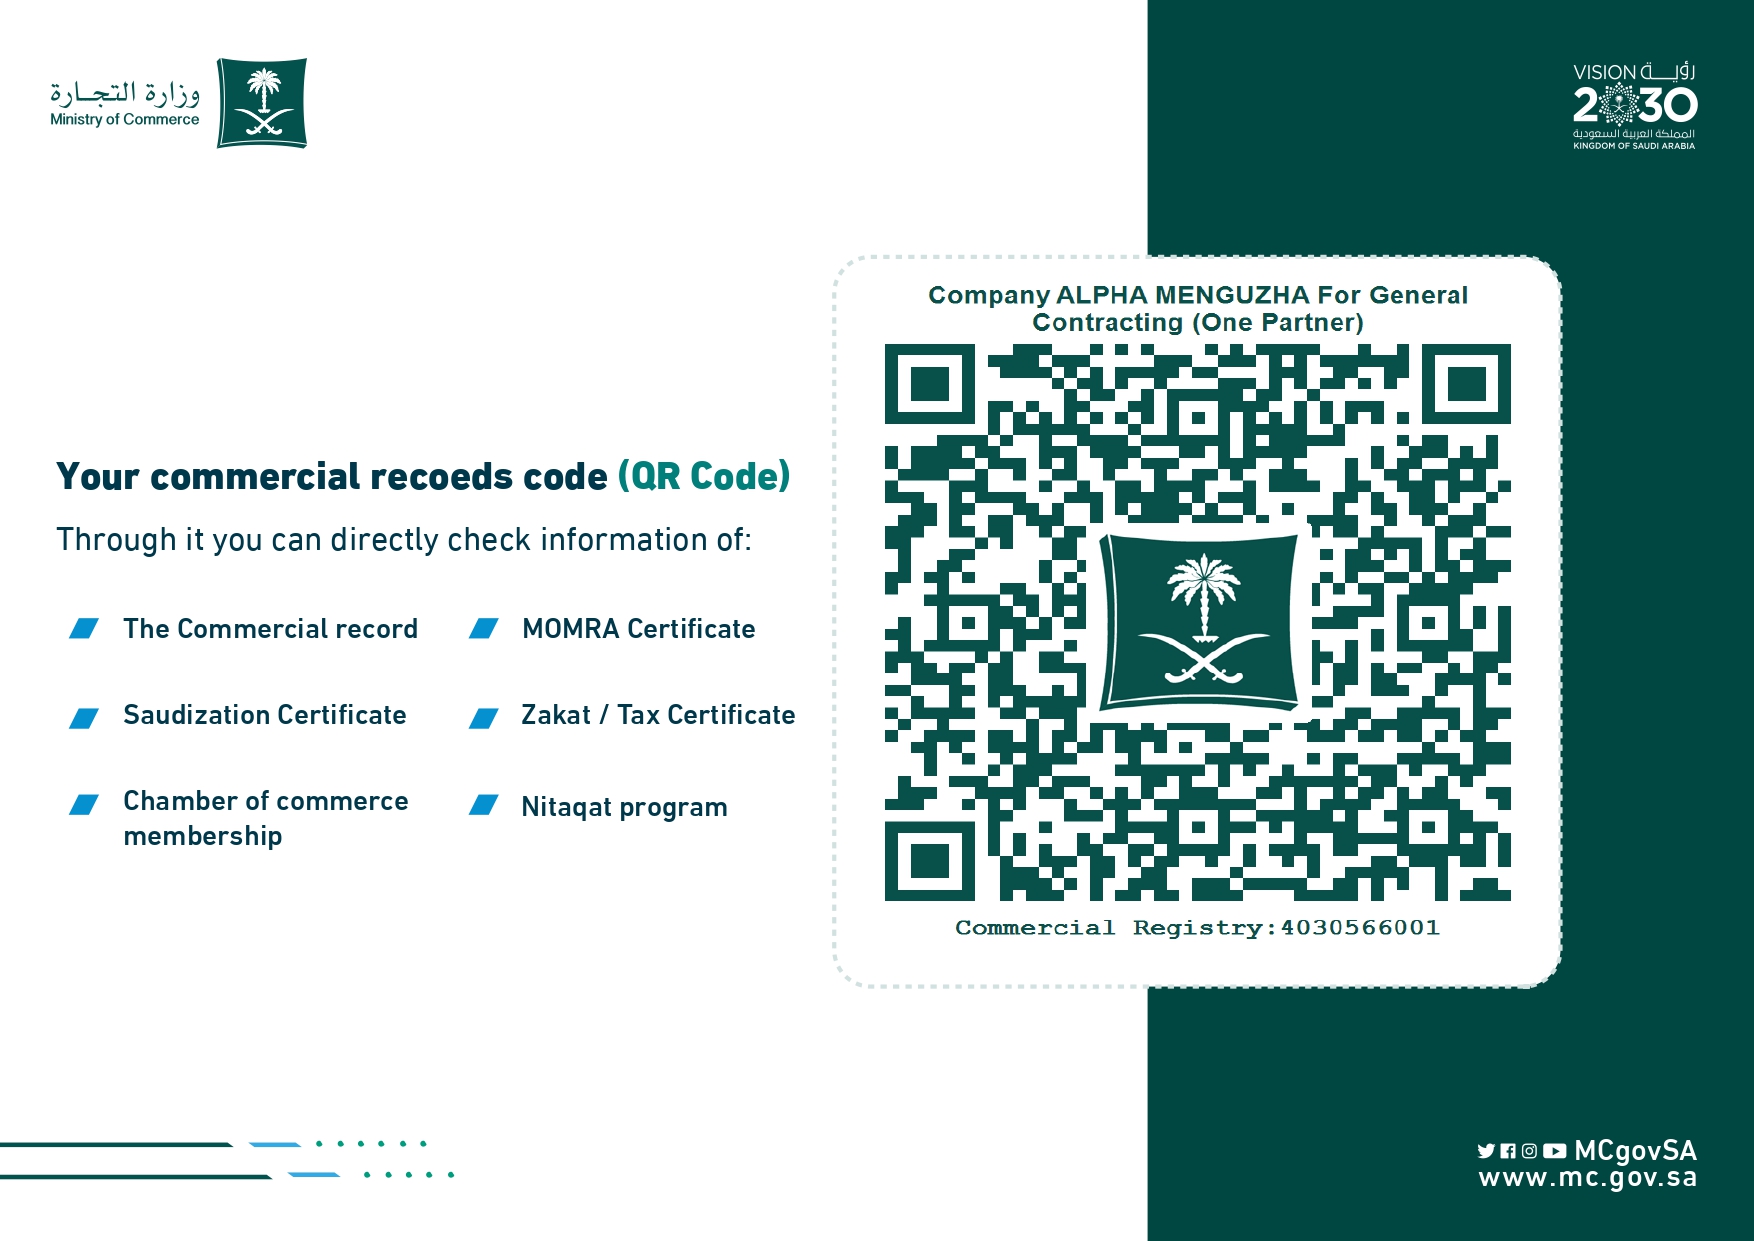 وزارة التجـارة
Ministry of Commerce
VISION رؤيــة
2030
المملكة العربية السعودية
KINGDOM OF SAUDI ARABIA
Your commercial recoeds code (QR Code)
Through it you can directly check information of:
The Commercial record
MOMRA Certificate
Saudization Certificate
Zakat / Tax Certificate
Chamber of commerce
membership
Nitaqat program
Company ALPHA MENGUZHA For General
Contracting (One Partner)
Commercial Registry:4030566001
MCgovSA
www.mc.gov.sa